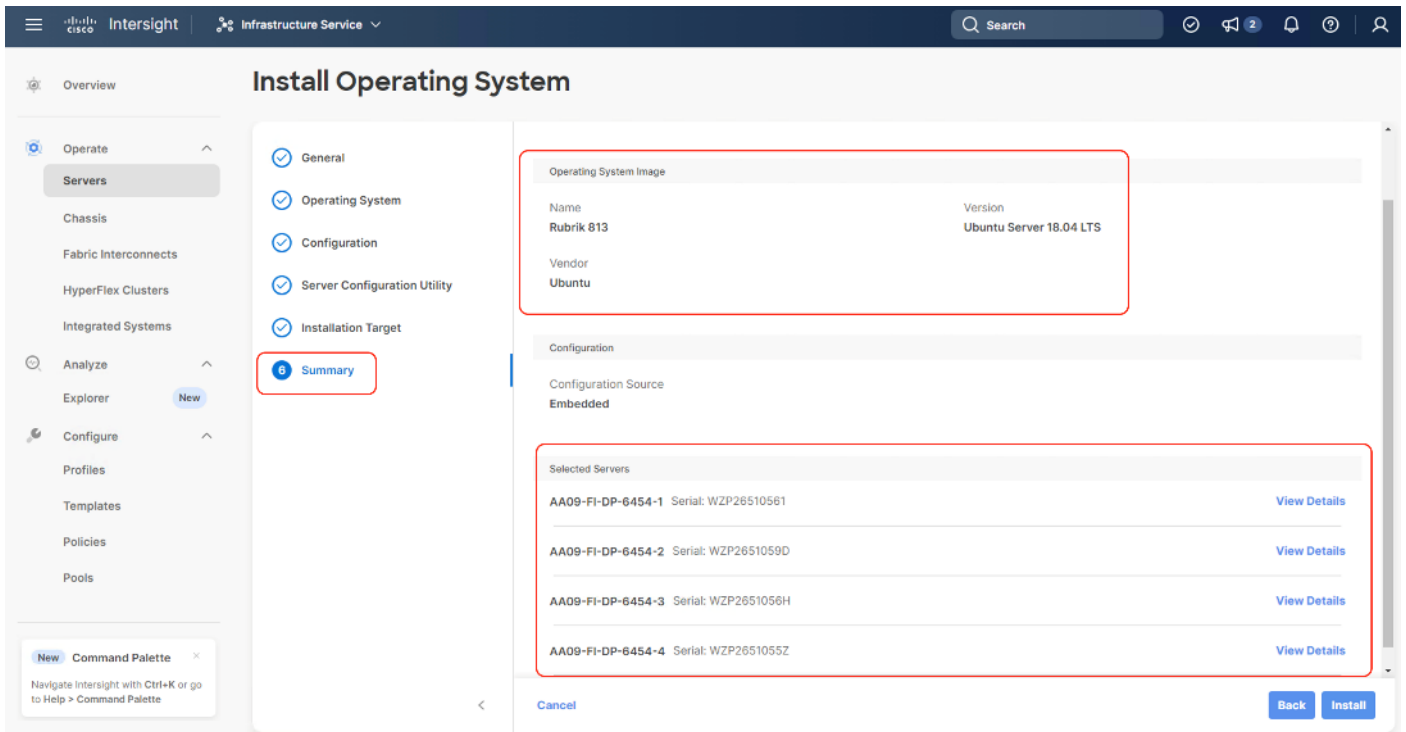 cisco Intersight Infrastructure Service Search 2
Overview
Operate
Servers
Chassis
Fabric Interconnects
HyperFlex Clusters
Integrated Systems
Analyze
Explorer New
Configure
Profiles
Templates
Policies
Pools
New Command Palette
Navigate Intersight with Ctrl+K or go
to Help > Command Palette
Install Operating System
General
Operating System
Configuration
Server Configuration Utility
Installation Target
6 Summary
Operating System Image
Name Version
Rubrik 813 Ubuntu Server 18.04 LTS
Vendor
Ubuntu
Configuration
Configuration Source
Embedded
Selected Servers
AA09-FI-DP-6454-1 Serial: WZP26510561 View Details
AA09-FI-DP-6454-2 Serial: WZP2651059D View Details
AA09-FI-DP-6454-3 Serial: WZP2651056H View Details
AA09-FI-DP-6454-4 Serial: WZP2651055Z View Details
Cancel Back Install